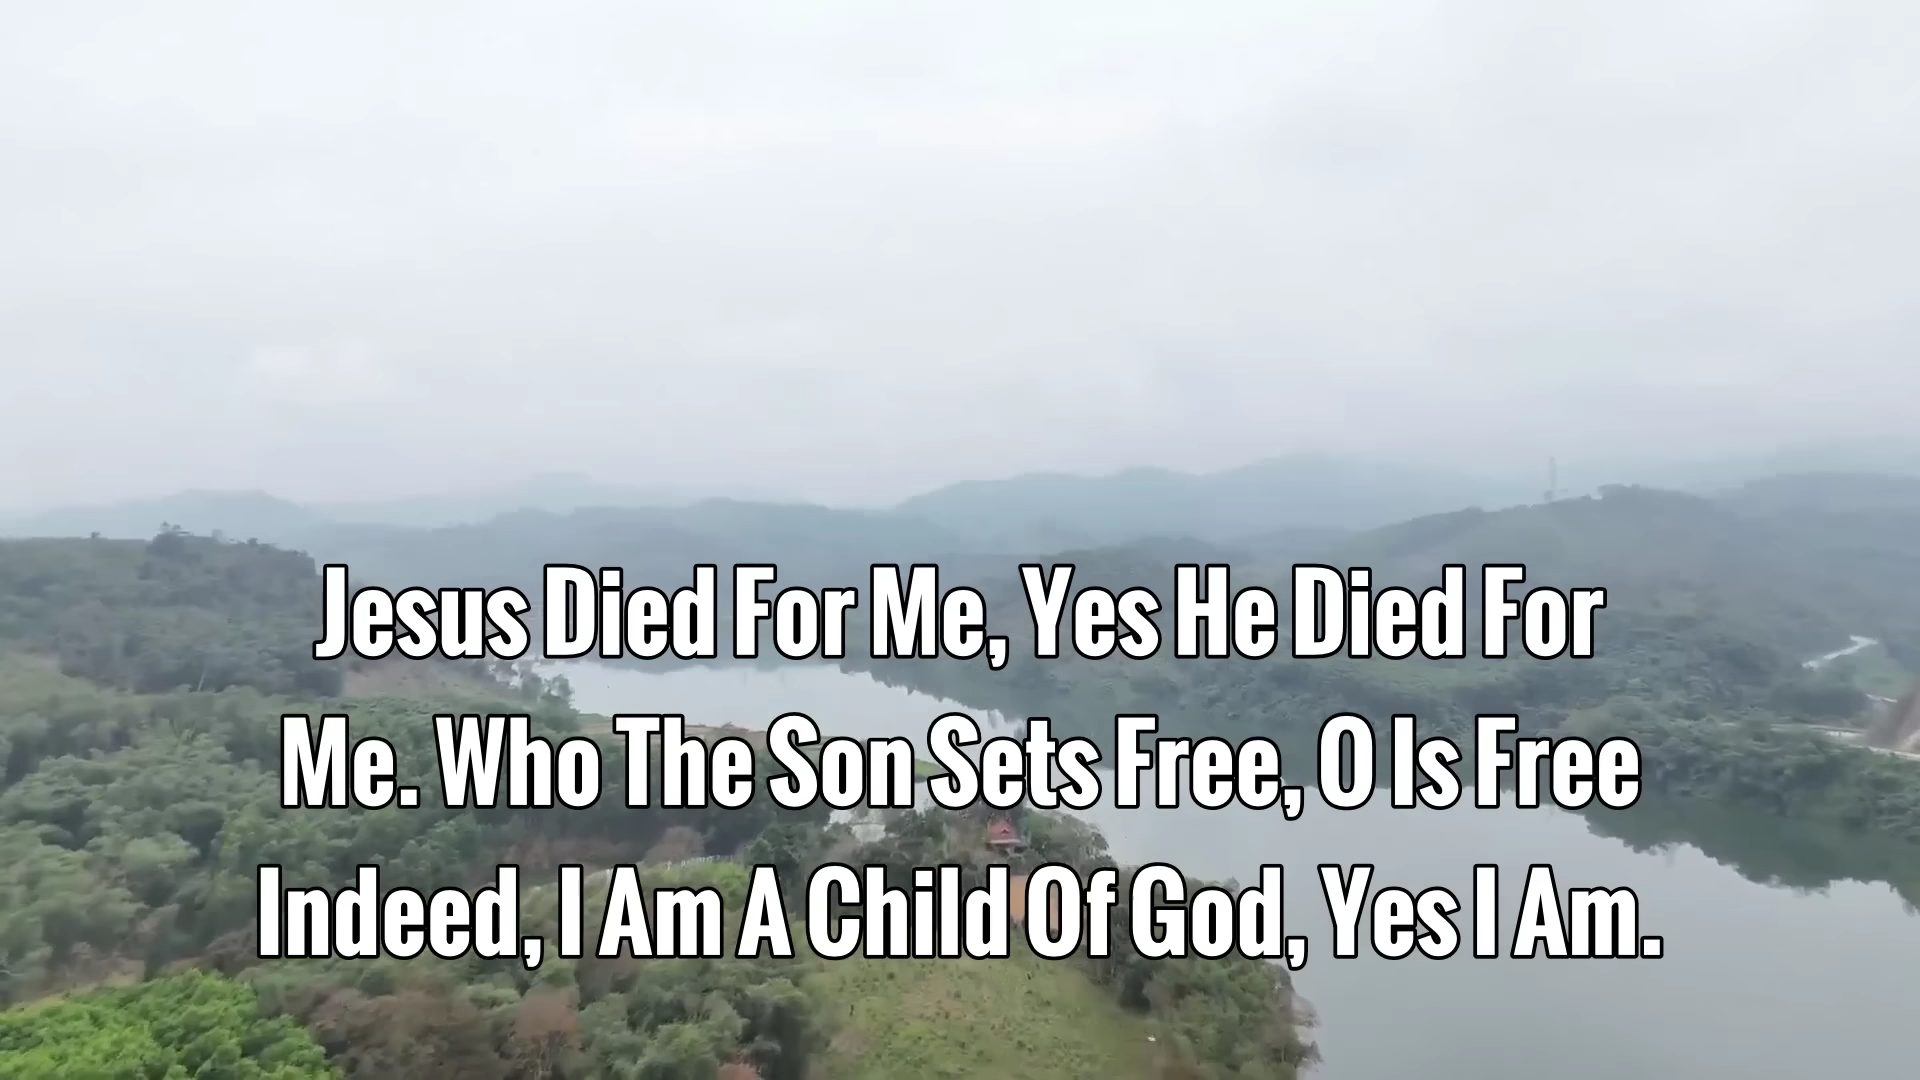 Jesus Died For Me, Yes He Died For
Me. Who The Son Sets Free, O Is Free
Indeed, I Am A Child Of God, Yes I Am.